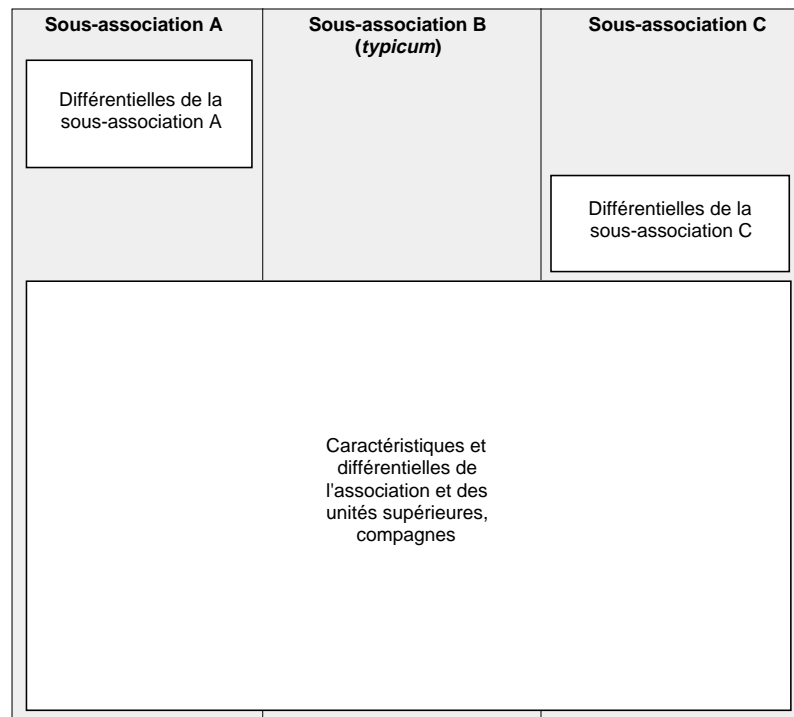 Sous-association A
Sous-association B
(typicum)
Sous-association C
Différentielles de la
sous-association A
Différentielles de la
sous-association C
Caractéristiques et
différentielles de
l'association et des
unités supérieures,
compagnes